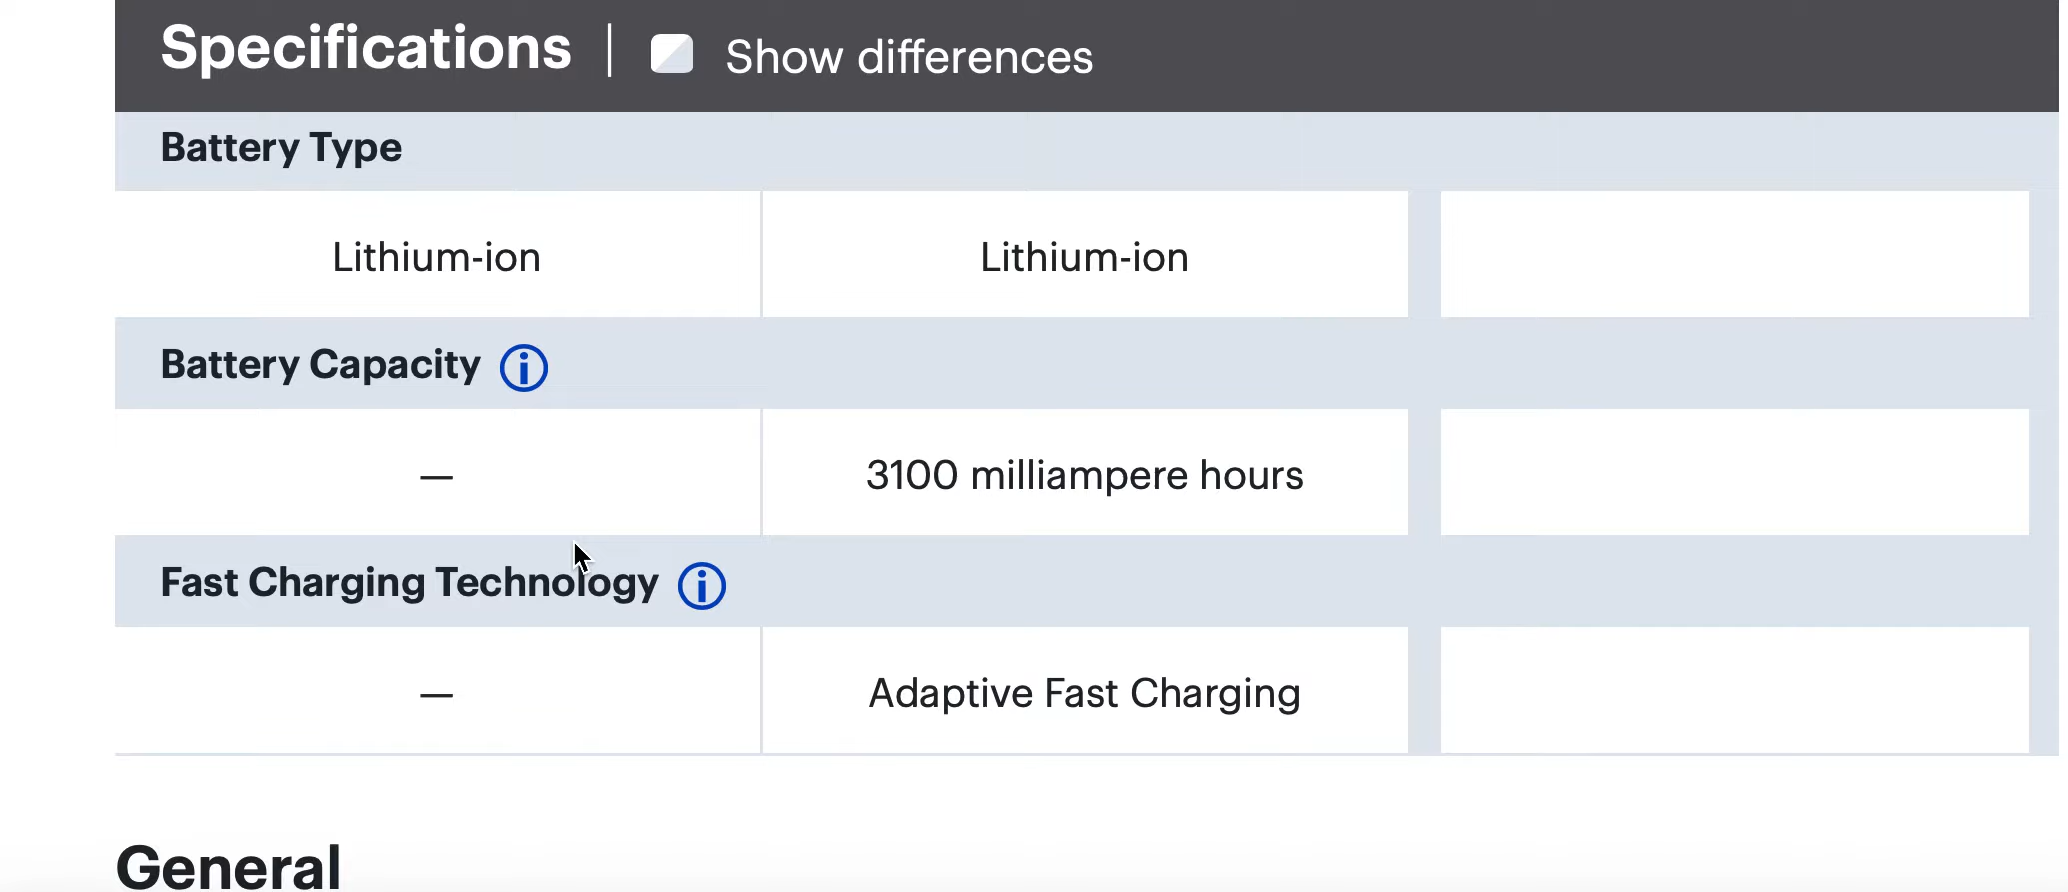 Specifications | Show differences
Battery Type
Lithium-ion Lithium-ion
Battery Capacity
— 3100 milliampere hours
Fast Charging Technology
— Adaptive Fast Charging
General